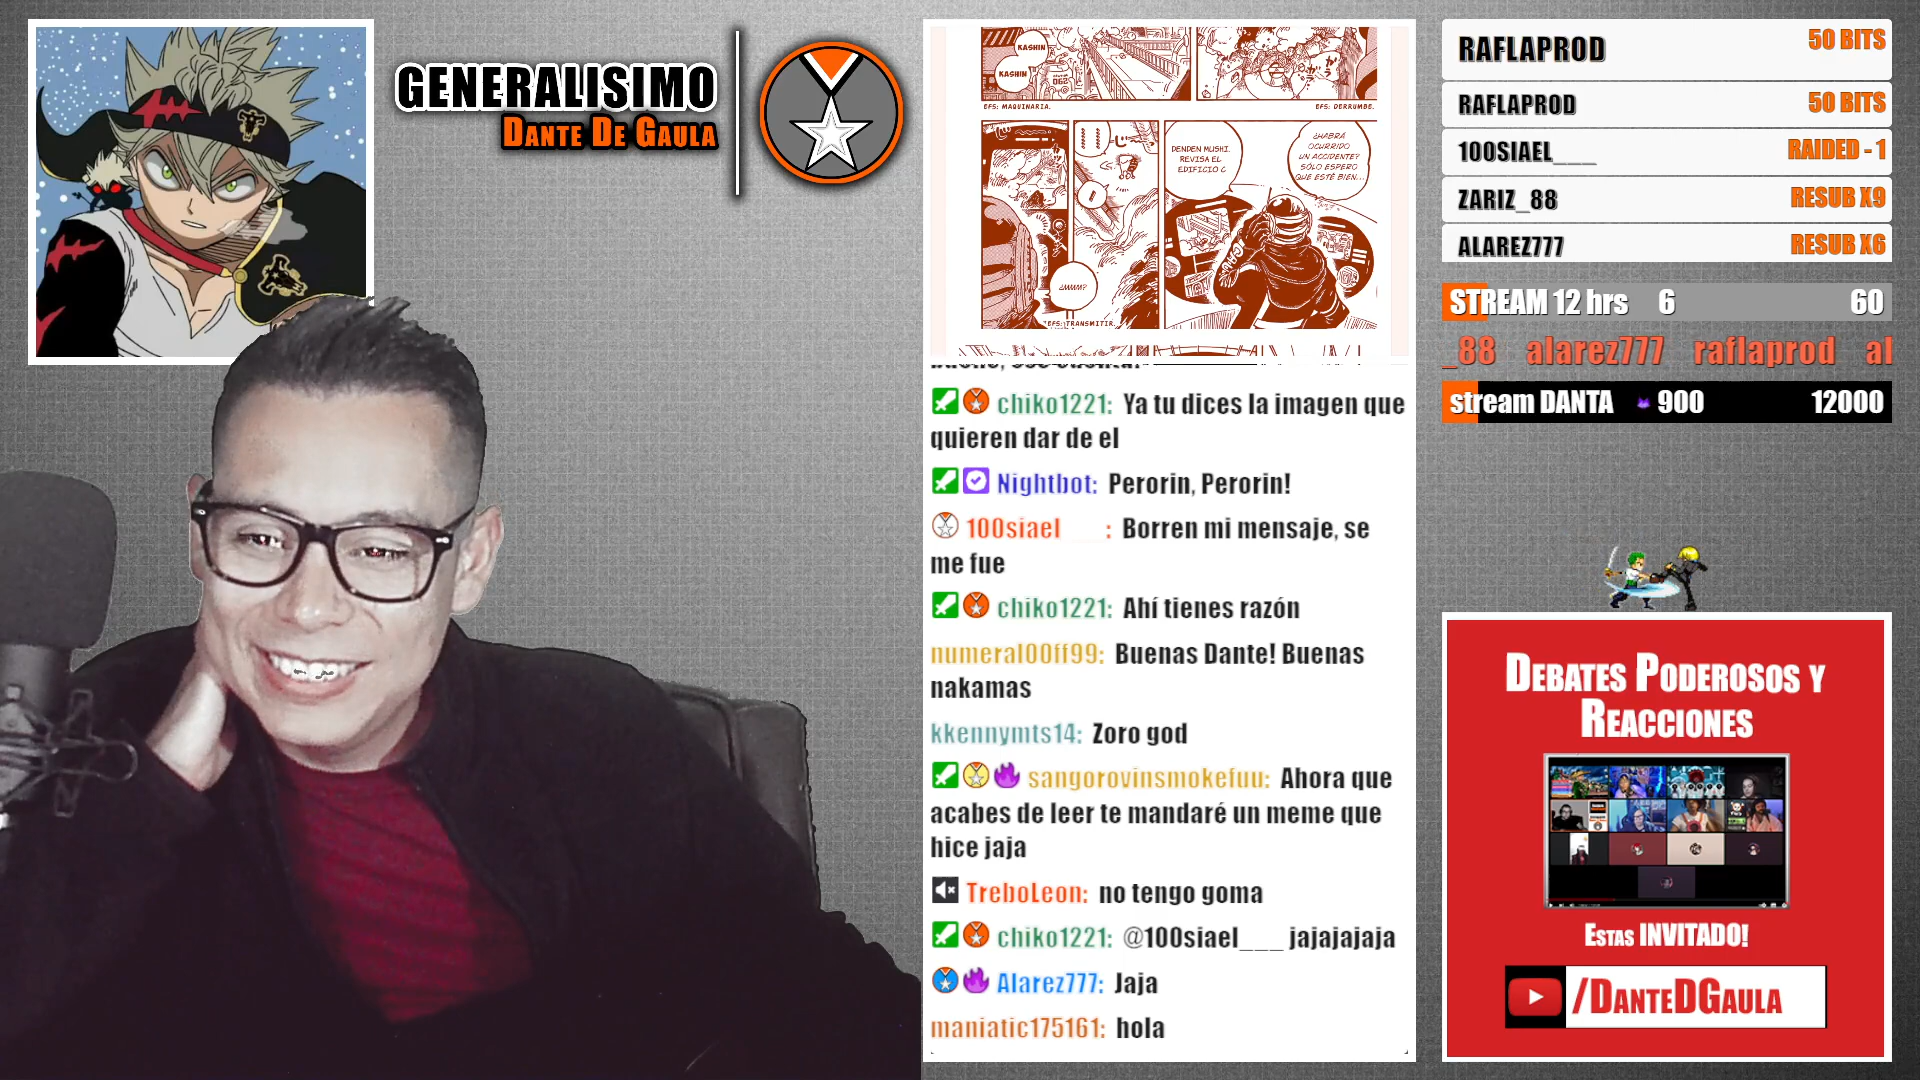 GENERALISIMO
DANTE DE GAULA
KASHIN
KASHIN
EFS: MAQUINARIA.
EFS: DERRUMBE.
DENDEN MUSHI.
REVISA EL
EDIFICIO C
¿HABRÁ
OCURRIDO
UN ACCIDENTE?
SÓLO ESPERO
QUE ESTÉ BIEN...
¿MMM?
EFS: TRANSMITIR.
chiko1221: Ya tu dices la imagen que
quieren dar de el
Nightbot: Perorin, Perorin!
100siael___: Borren mi mensaje, se
me fue
chiko1221: Ahí tienes razón
numeral00ff99: Buenas Dante! Buenas
nakamas
kkennymts14: Zoro god
sangorovinsmokefuu: Ahora que
acabes de leer te mandaré un meme que
hice jaja
TreboLeon: no tengo goma
chiko1221: @100siael___ jajajajaja
Alarez777: Jaja
maniatic175161: hola
RAFLAPROD 50 BITS
RAFLAPROD 50 BITS
100SIAEL___ RAIDED - 1
ZARIZ_88 RESUB X9
ALAREZ777 RESUB X6
STREAM 12 hrs 6 60
_88 alarez777 raflaprod al
stream DANTA 900 12000
DEBATES PODEROSOS Y
REACCIONES
ESTAS INVITADO!
/DANTEDGAULA